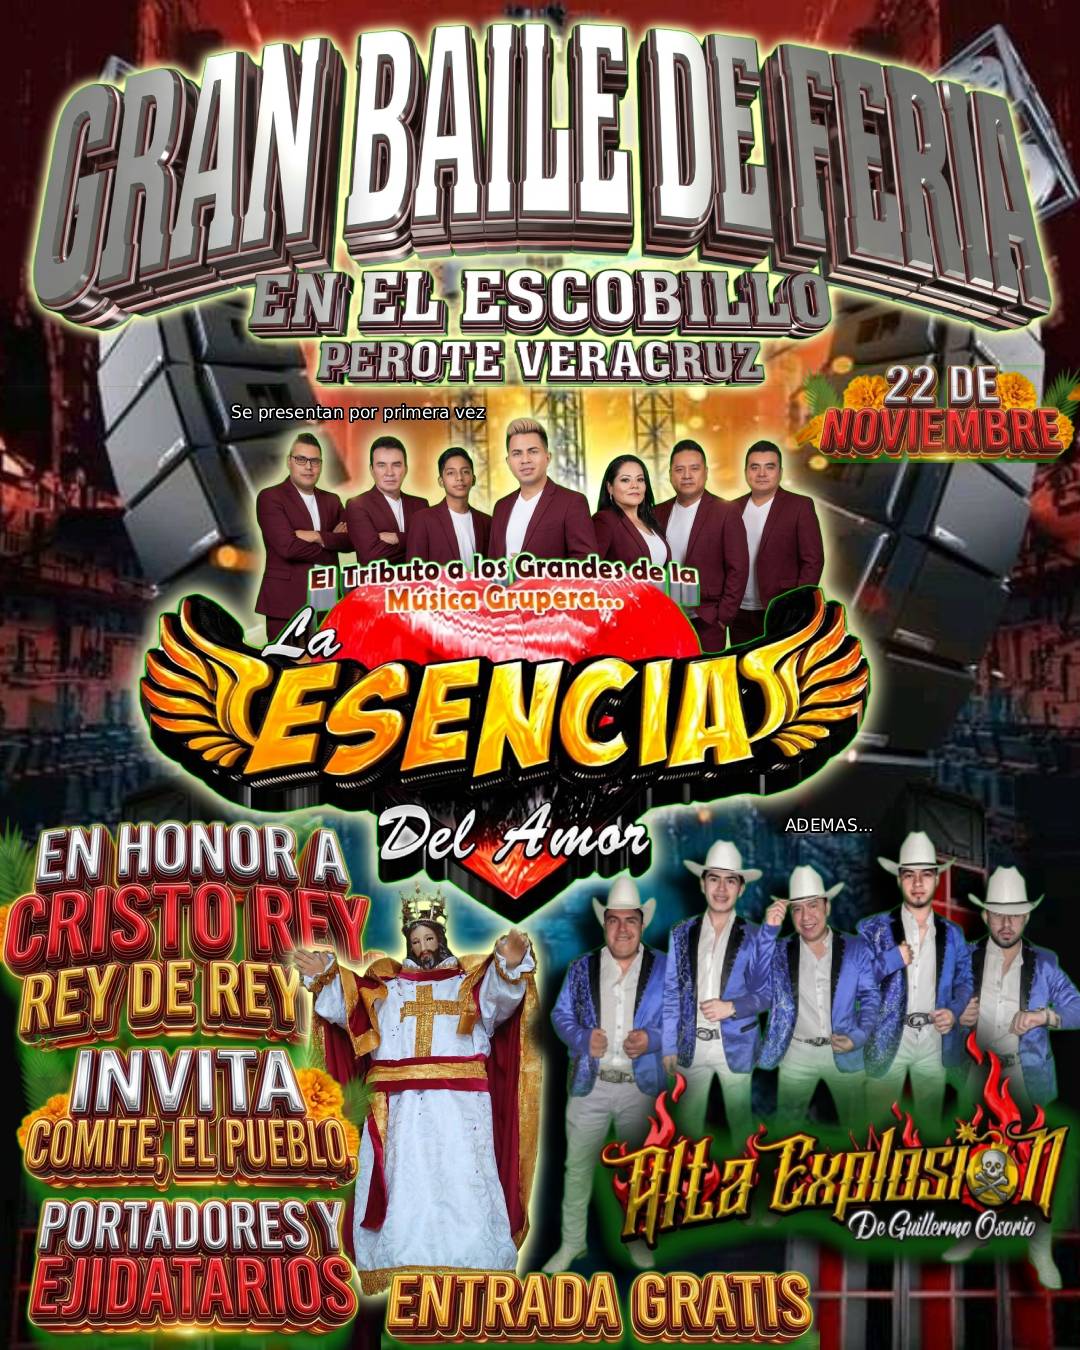 GRAN BAILE DE FERIA
EN EL ESCOBILLO
PEROTE VERACRUZ
22 DE
NOVIEMBRE
Se presentan por primera vez
El Tributo a los Grandes de la
Música Grupera...
La
ESENCIA
Del Amor
EN HONOR A
CRISTO REY
REY DE REY
INVITA
COMITE, EL PUEBLO,
PORTADORES Y
EJIDATARIOS
ADEMAS...
Alta Explosión
De Guillermo Osorio
ENTRADA GRATIS